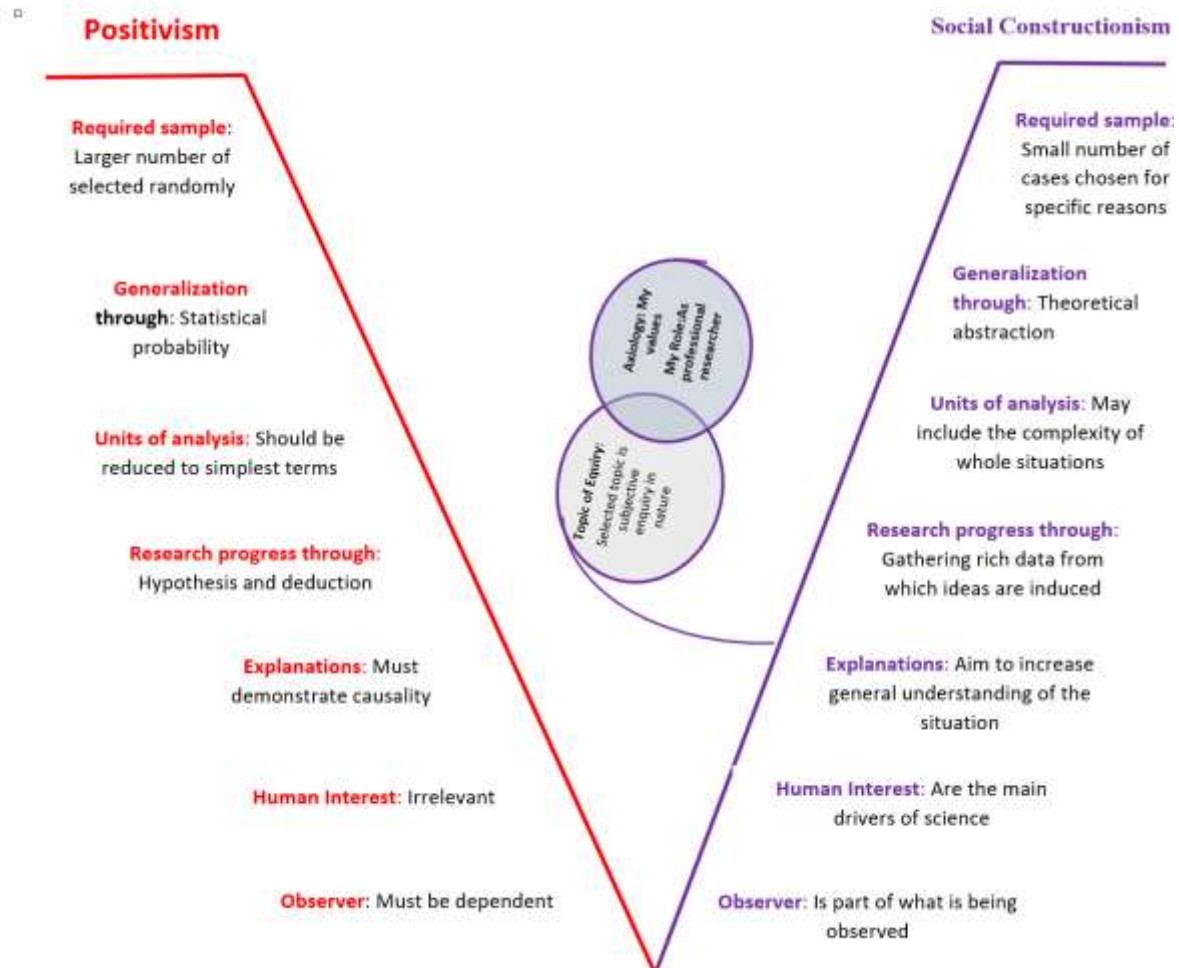 Positivism
Required sample:
Larger number of
selected randomly
Generalization
through: Statistical
probability
Units of analysis: Should be
reduced to simplest terms
Research progress through:
Hypothesis and deduction
Explanations: Must
demonstrate causality
Human Interest: Irrelevant
Observer: Must be dependent
Axiology: My
values
My Role:As
professional
researcher
Topic of Equiry:
Selected topic is
subjective
enquiry in
nature
Social Constructionism
Required sample:
Small number of
cases chosen for
specific reasons
Generalization
through: Theoretical
abstraction
Units of analysis: May
include the complexity of
whole situations
Research progress through:
Gathering rich data from
which ideas are induced
Explanations: Aim to increase
general understanding of the
situation
Human Interest: Are the main
drivers of science
Observer: Is part of what is being
observed